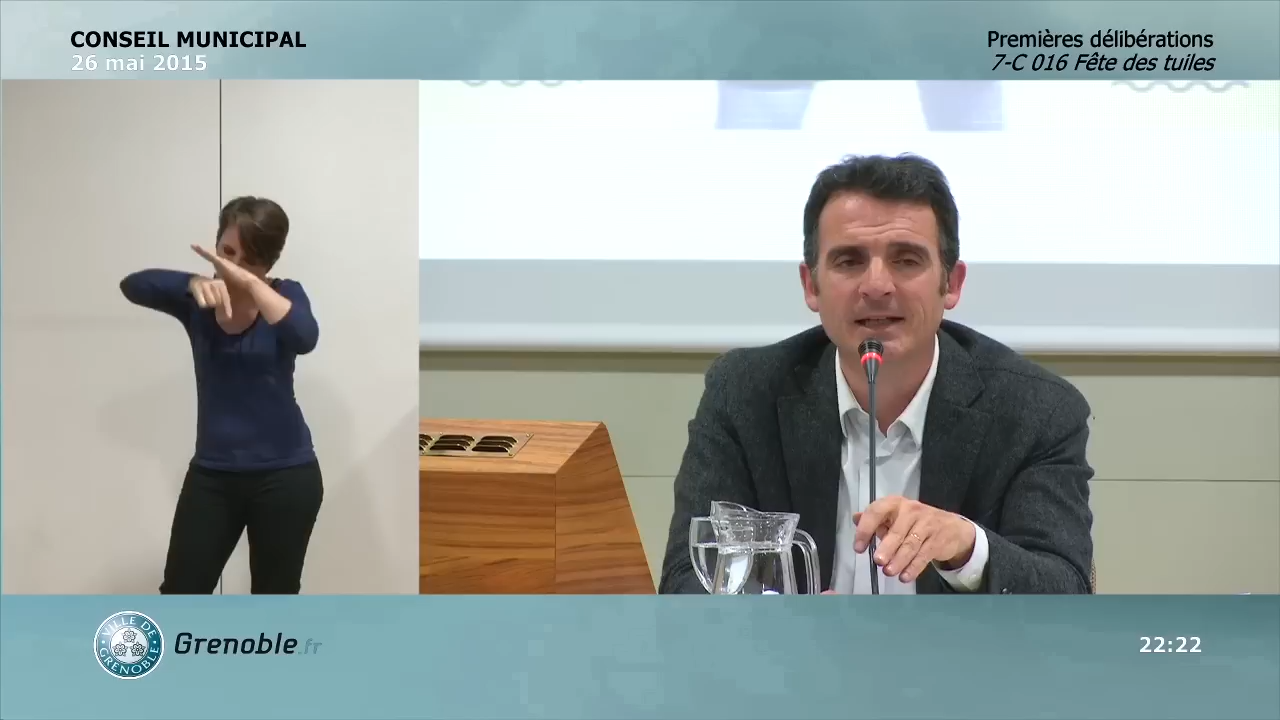 CONSEIL MUNICIPAL
26 mai 2015
Premières délibérations
7-C 016 Fête des tuiles
VILLE DE
GRENOBLE
Grenoble.fr
22:22